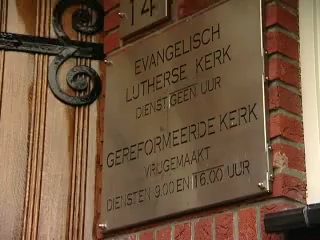 14
EVANGELISCH
LUTHERSE KERK
DIENST GEEN UUR
GEREFORMEERDE KERK
VRIJGEMAAKT
DIENSTEN 9.00 EN 16.00 UUR